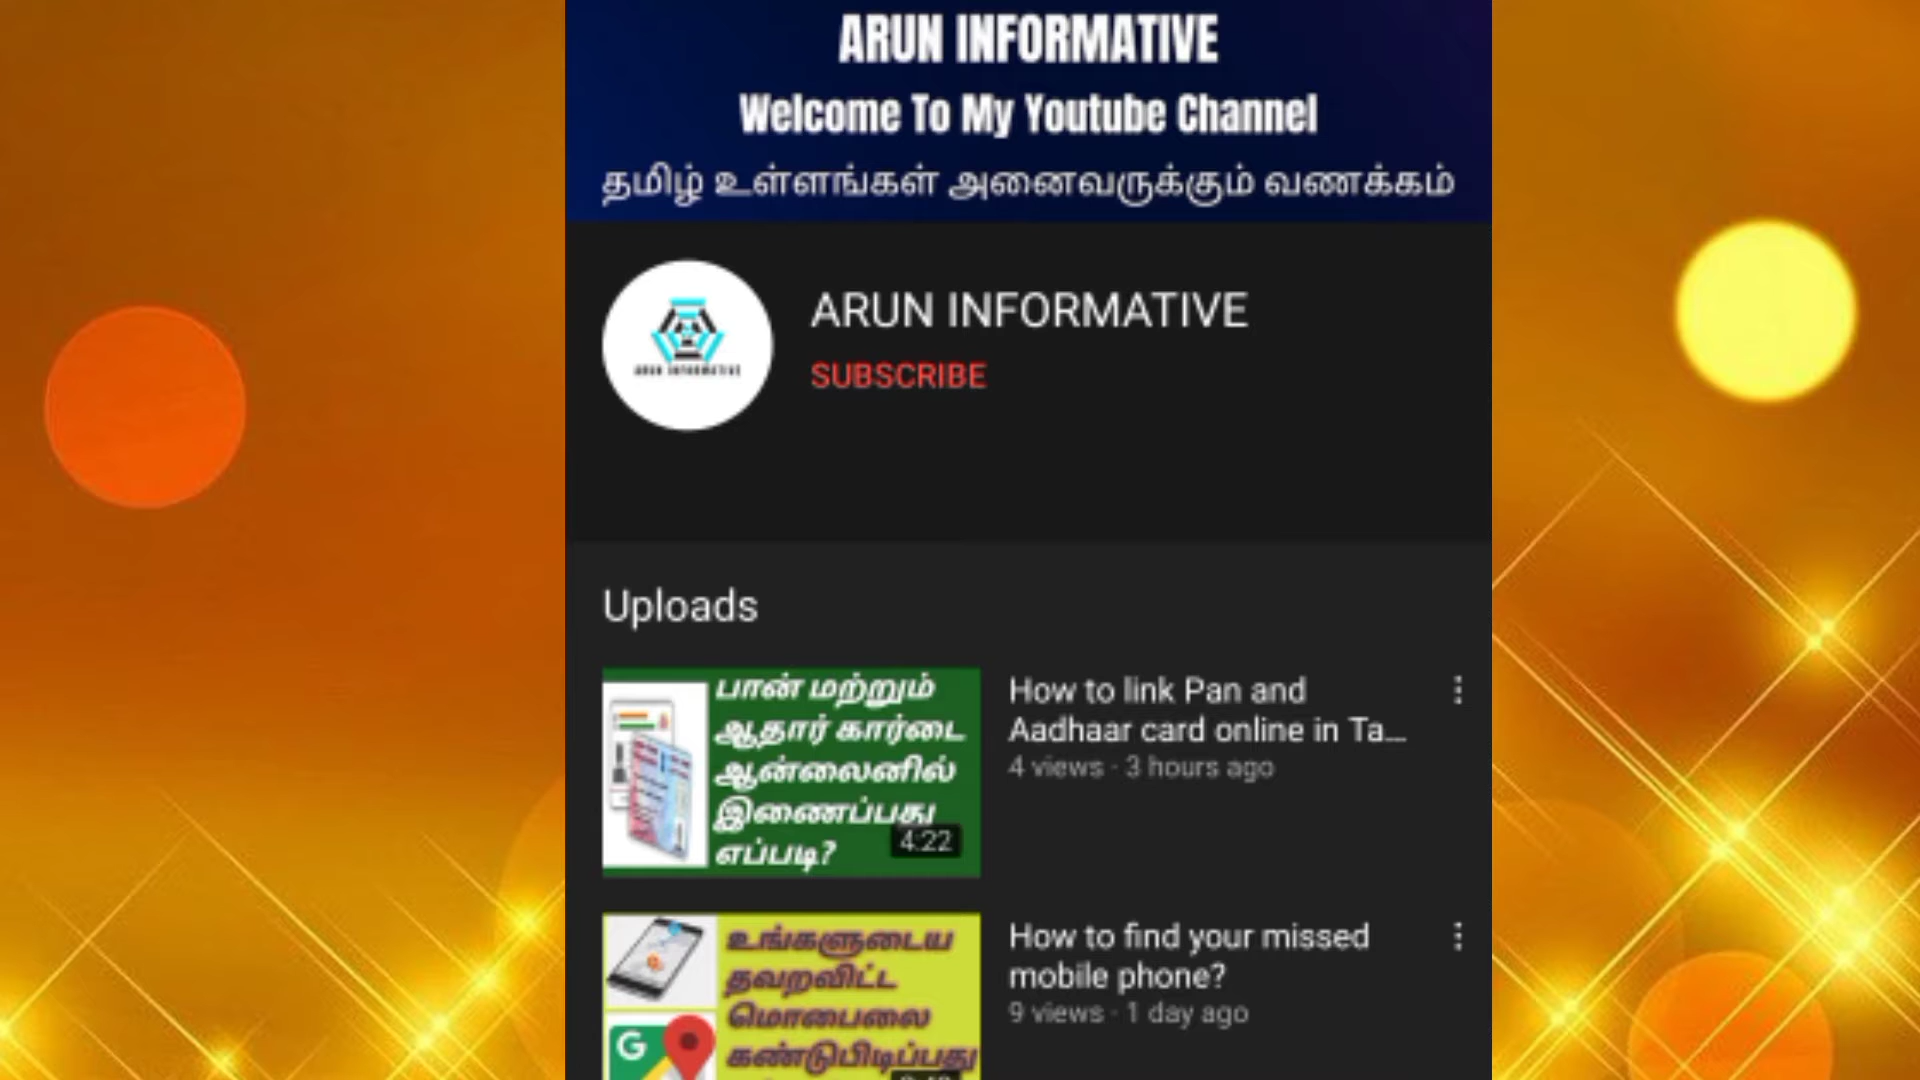 ARUN INFORMATIVE
Welcome To My Youtube Channel
தமிழ் உள்ளங்கள் அனைவருக்கும் வணக்கம்
ARUN INFORMATIVE
ARUN INFORMATIVE
SUBSCRIBE
Uploads
பான் மற்றும்
ஆதார் கார்டை
ஆன்லைனில்
இணைப்பது
எப்படி?
4:22
How to link Pan and
Aadhaar card online in Ta...
4 views · 3 hours ago
உங்களுடைய
தவறவிட்ட
மொபைலை
கண்டுபிடிப்பது
G
How to find your missed
mobile phone?
9 views · 1 day ago